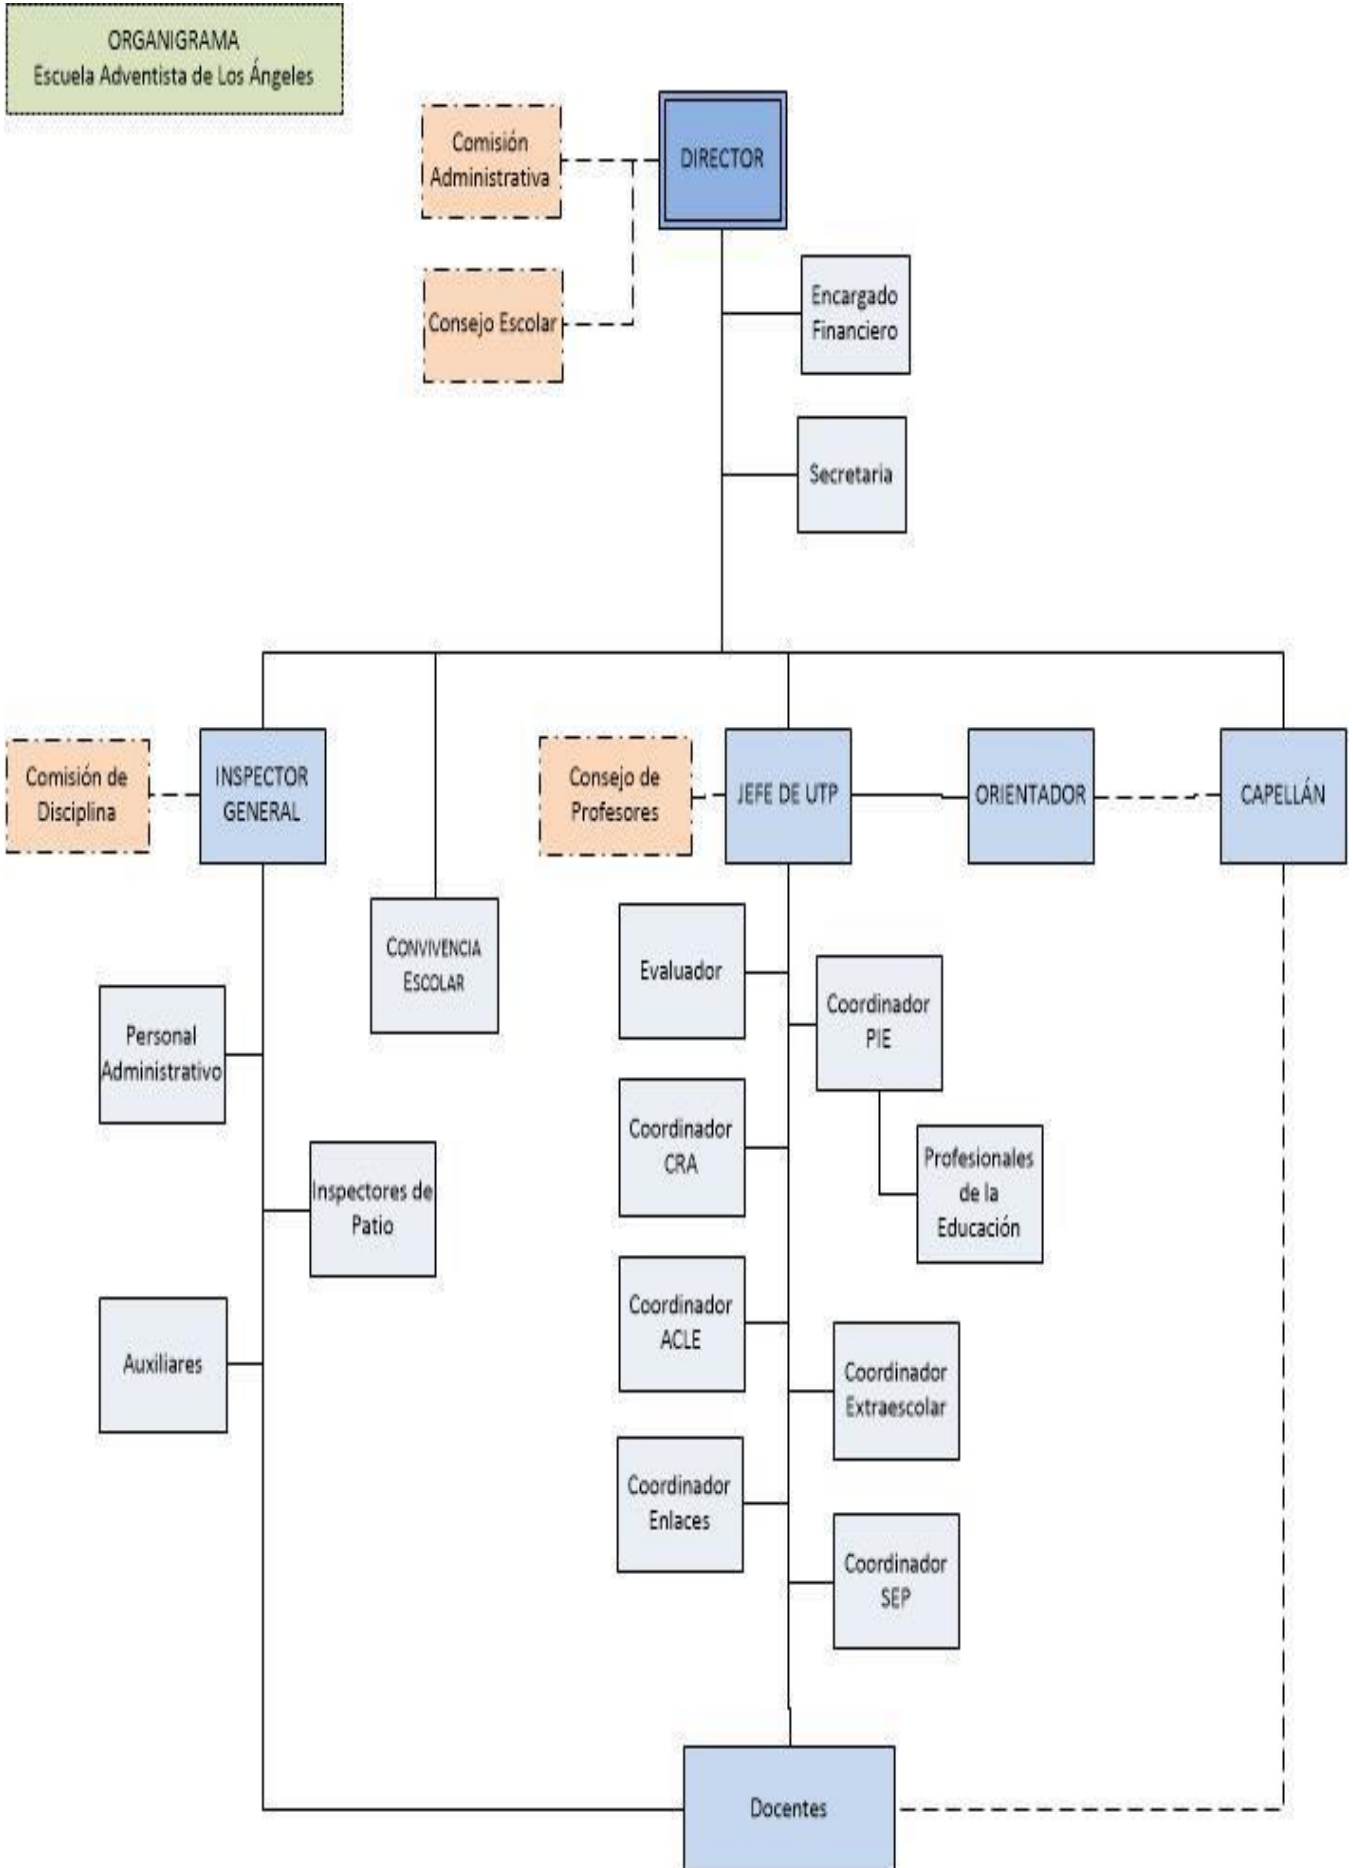 ORGANIGRAMA
Escuela Adventista de Los Ángeles
Comisión
Administrativa
DIRECTOR
Consejo Escolar
Encargado
Financiero
Secretaria
Comisión de
Disciplina
INSPECTOR
GENERAL
Consejo de
Profesores
JEFE DE UTP
ORIENTADOR
CAPELLÁN
CONVIVENCIA
ESCOLAR
Evaluador
Coordinador
PIE
Personal
Administrativo
Coordinador
CRA
Profesionales
de la
Educación
Inspectores de
Patio
Auxiliares
Coordinador
ACLE
Coordinador
Extraescolar
Coordinador
Enlaces
Coordinador
SEP
Docentes